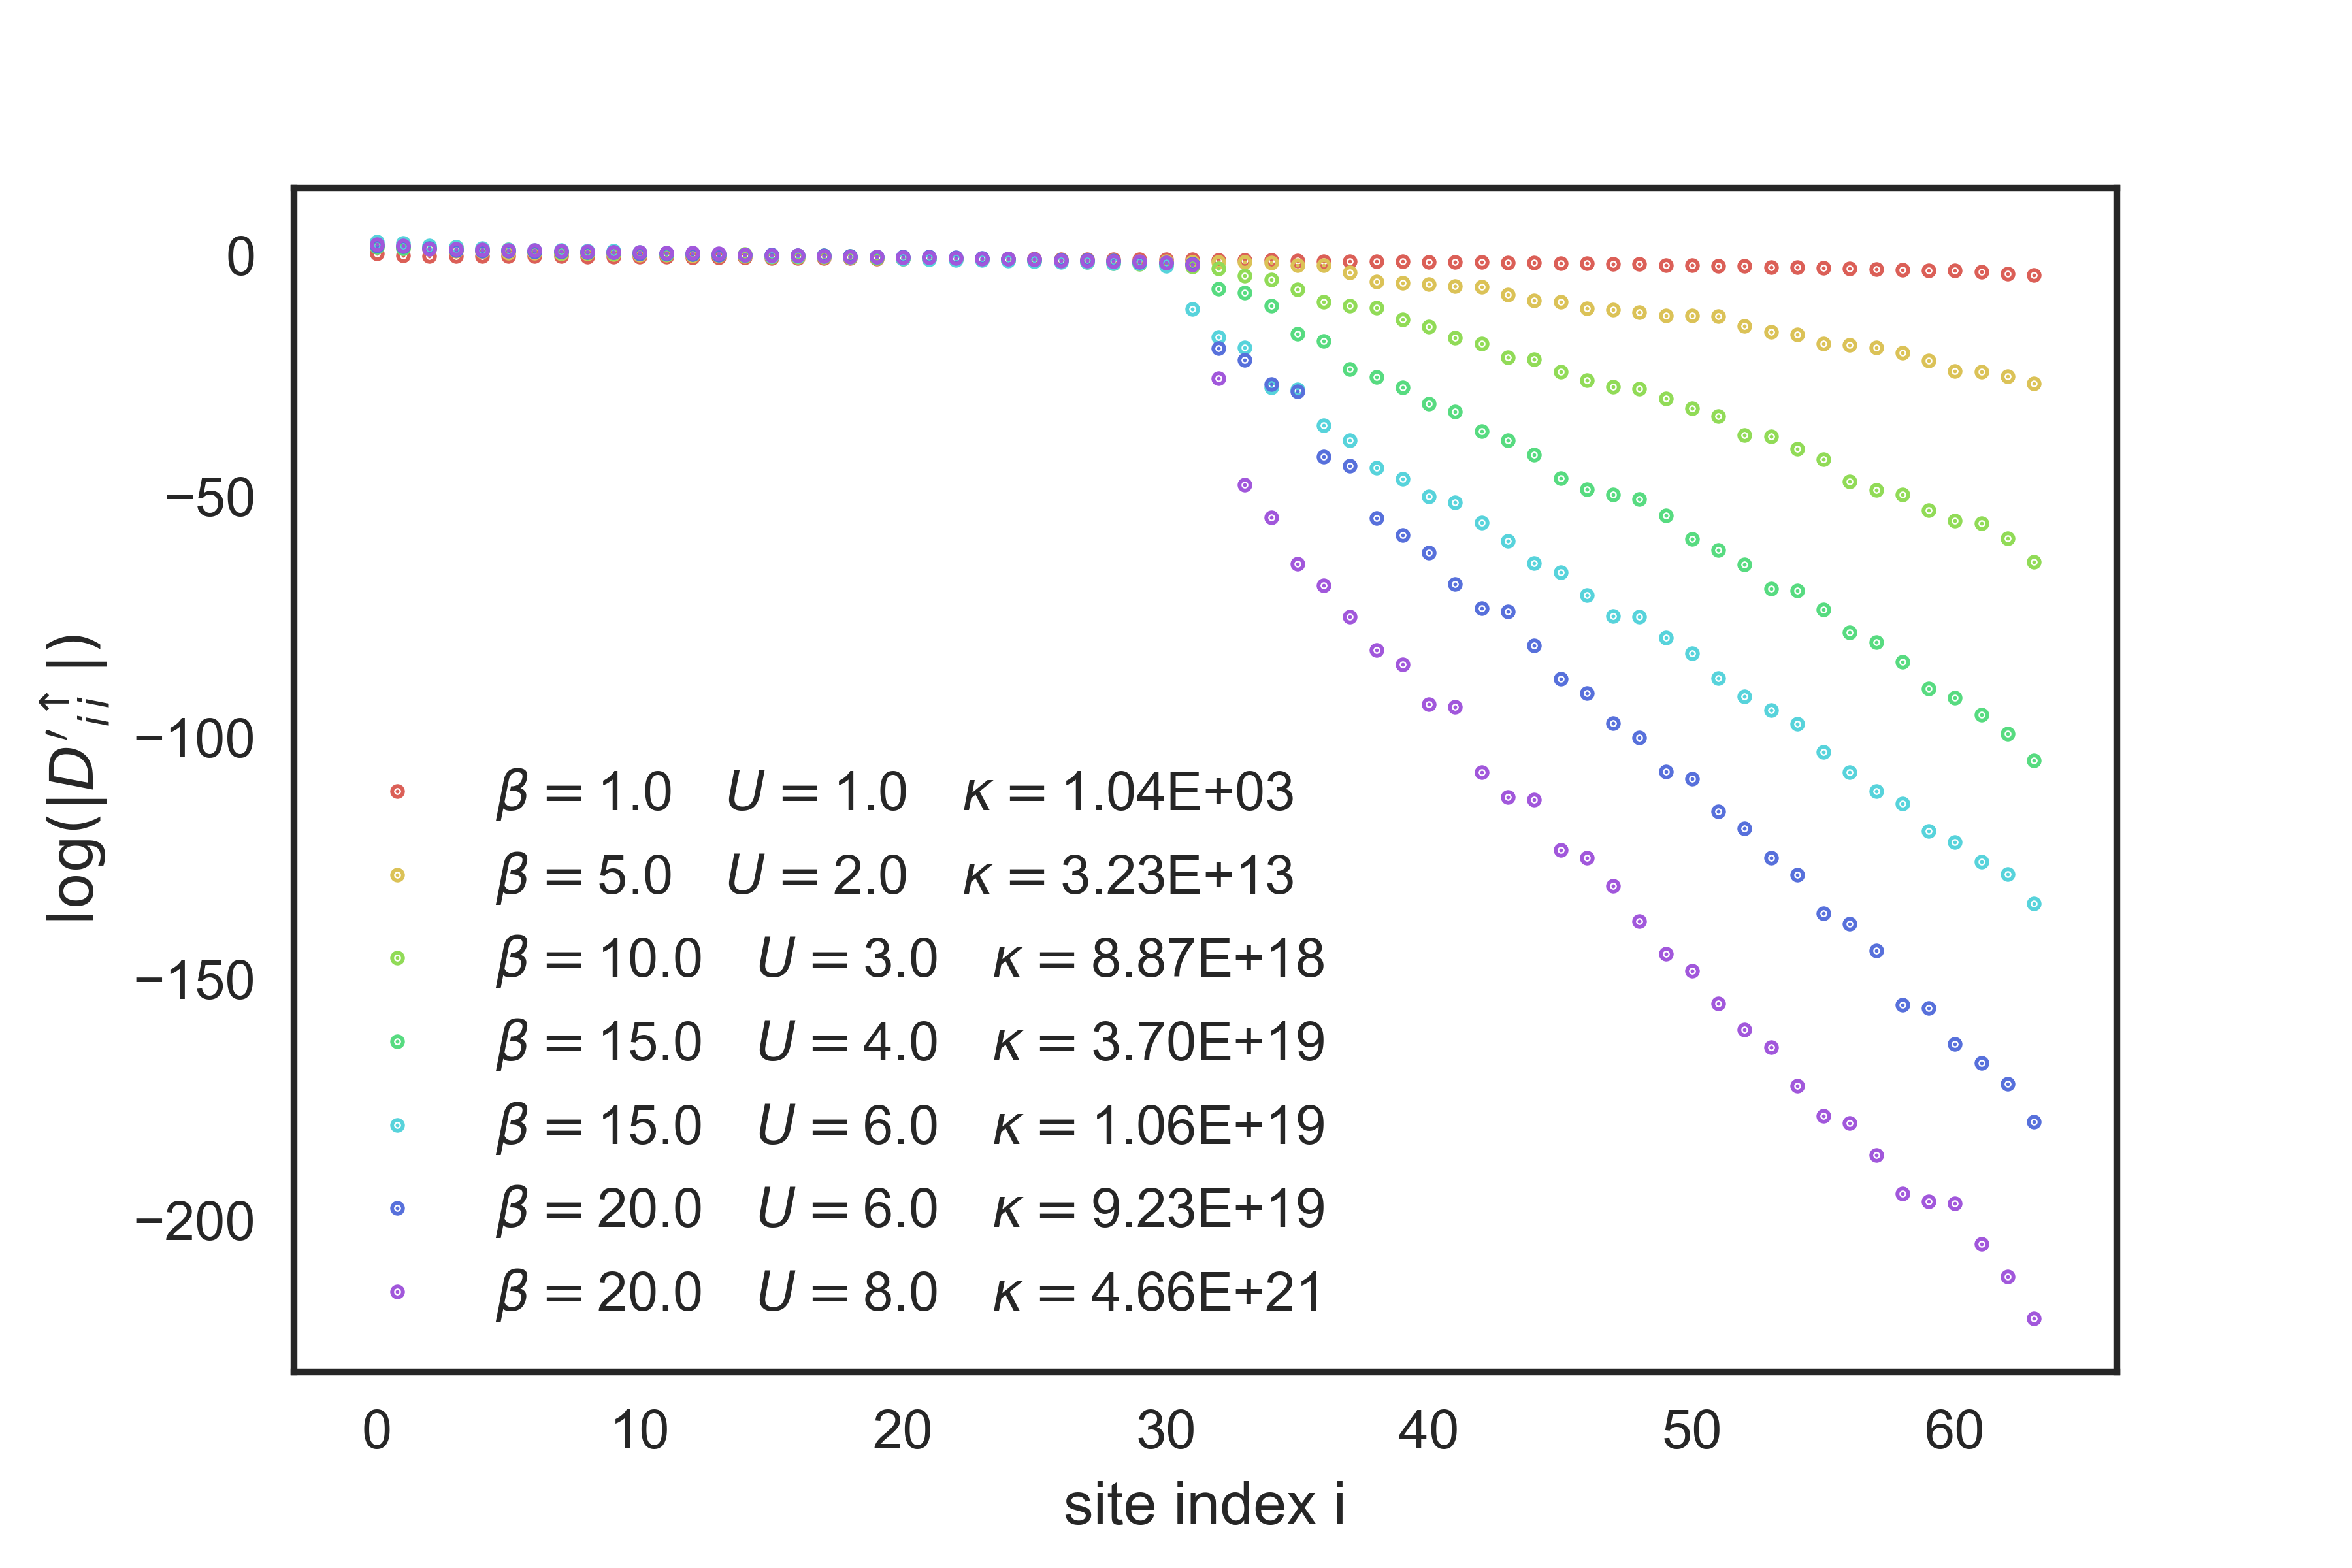 0
−50
−100
−150
−200
log(|D′↑ii|)
β = 1.0 U = 1.0 κ = 1.04E+03
β = 5.0 U = 2.0 κ = 3.23E+13
β = 10.0 U = 3.0 κ = 8.87E+18
β = 15.0 U = 4.0 κ = 3.70E+19
β = 15.0 U = 6.0 κ = 1.06E+19
β = 20.0 U = 6.0 κ = 9.23E+19
β = 20.0 U = 8.0 κ = 4.66E+21
0 10 20 30 40 50 60
site index i